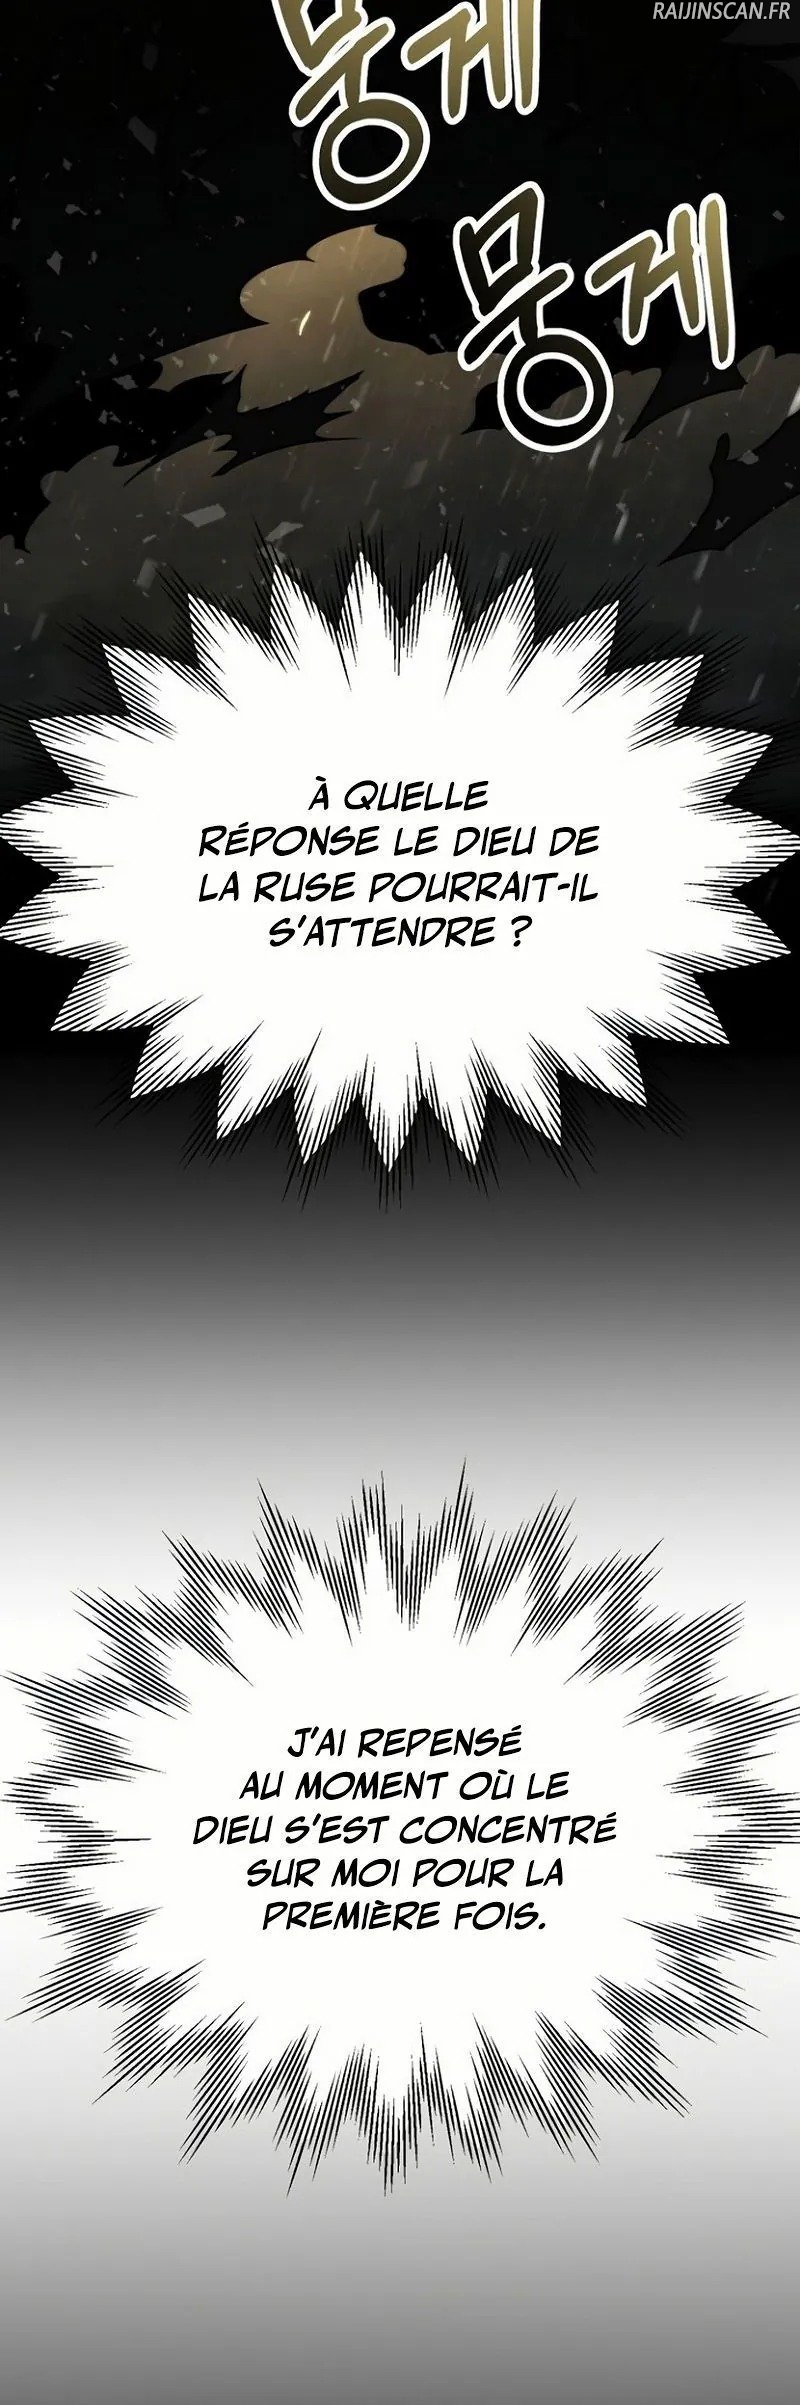 RAIJINSCAN.FR
뭉게
뭉게
À QUELLE
RÉPONSE LE DIEU DE
LA RUSE POURRAIT-IL
S'ATTENDRE ?
J'AI REPENSÉ
AU MOMENT OÙ LE
DIEU S'EST CONCENTRÉ
SUR MOI POUR LA
PREMIÈRE FOIS.